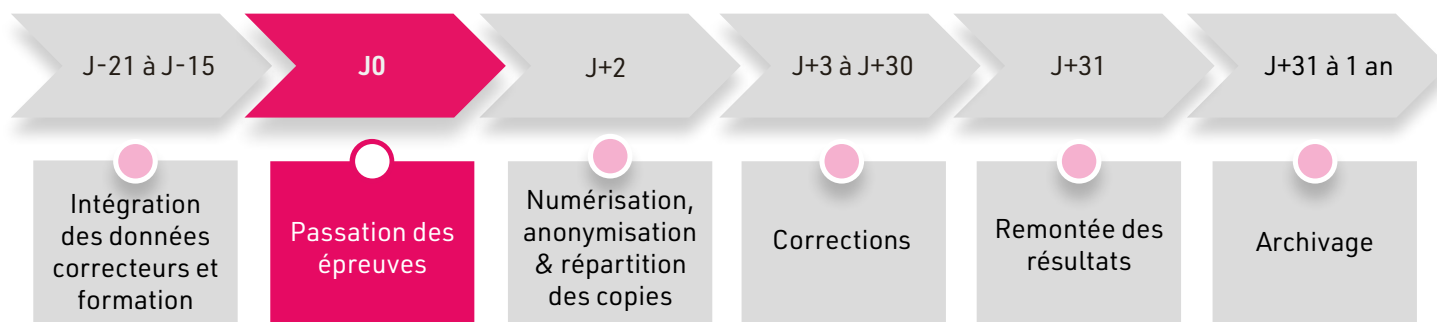 J-21 à J-15
J0
J+2
J+3 à J+30
J+31
J+31 à 1 an
Intégration
des données
correcteurs et
formation
Passation des
épreuves
Numérisation,
anonymisation
& répartition
des copies
Corrections
Remontée des
résultats
Archivage